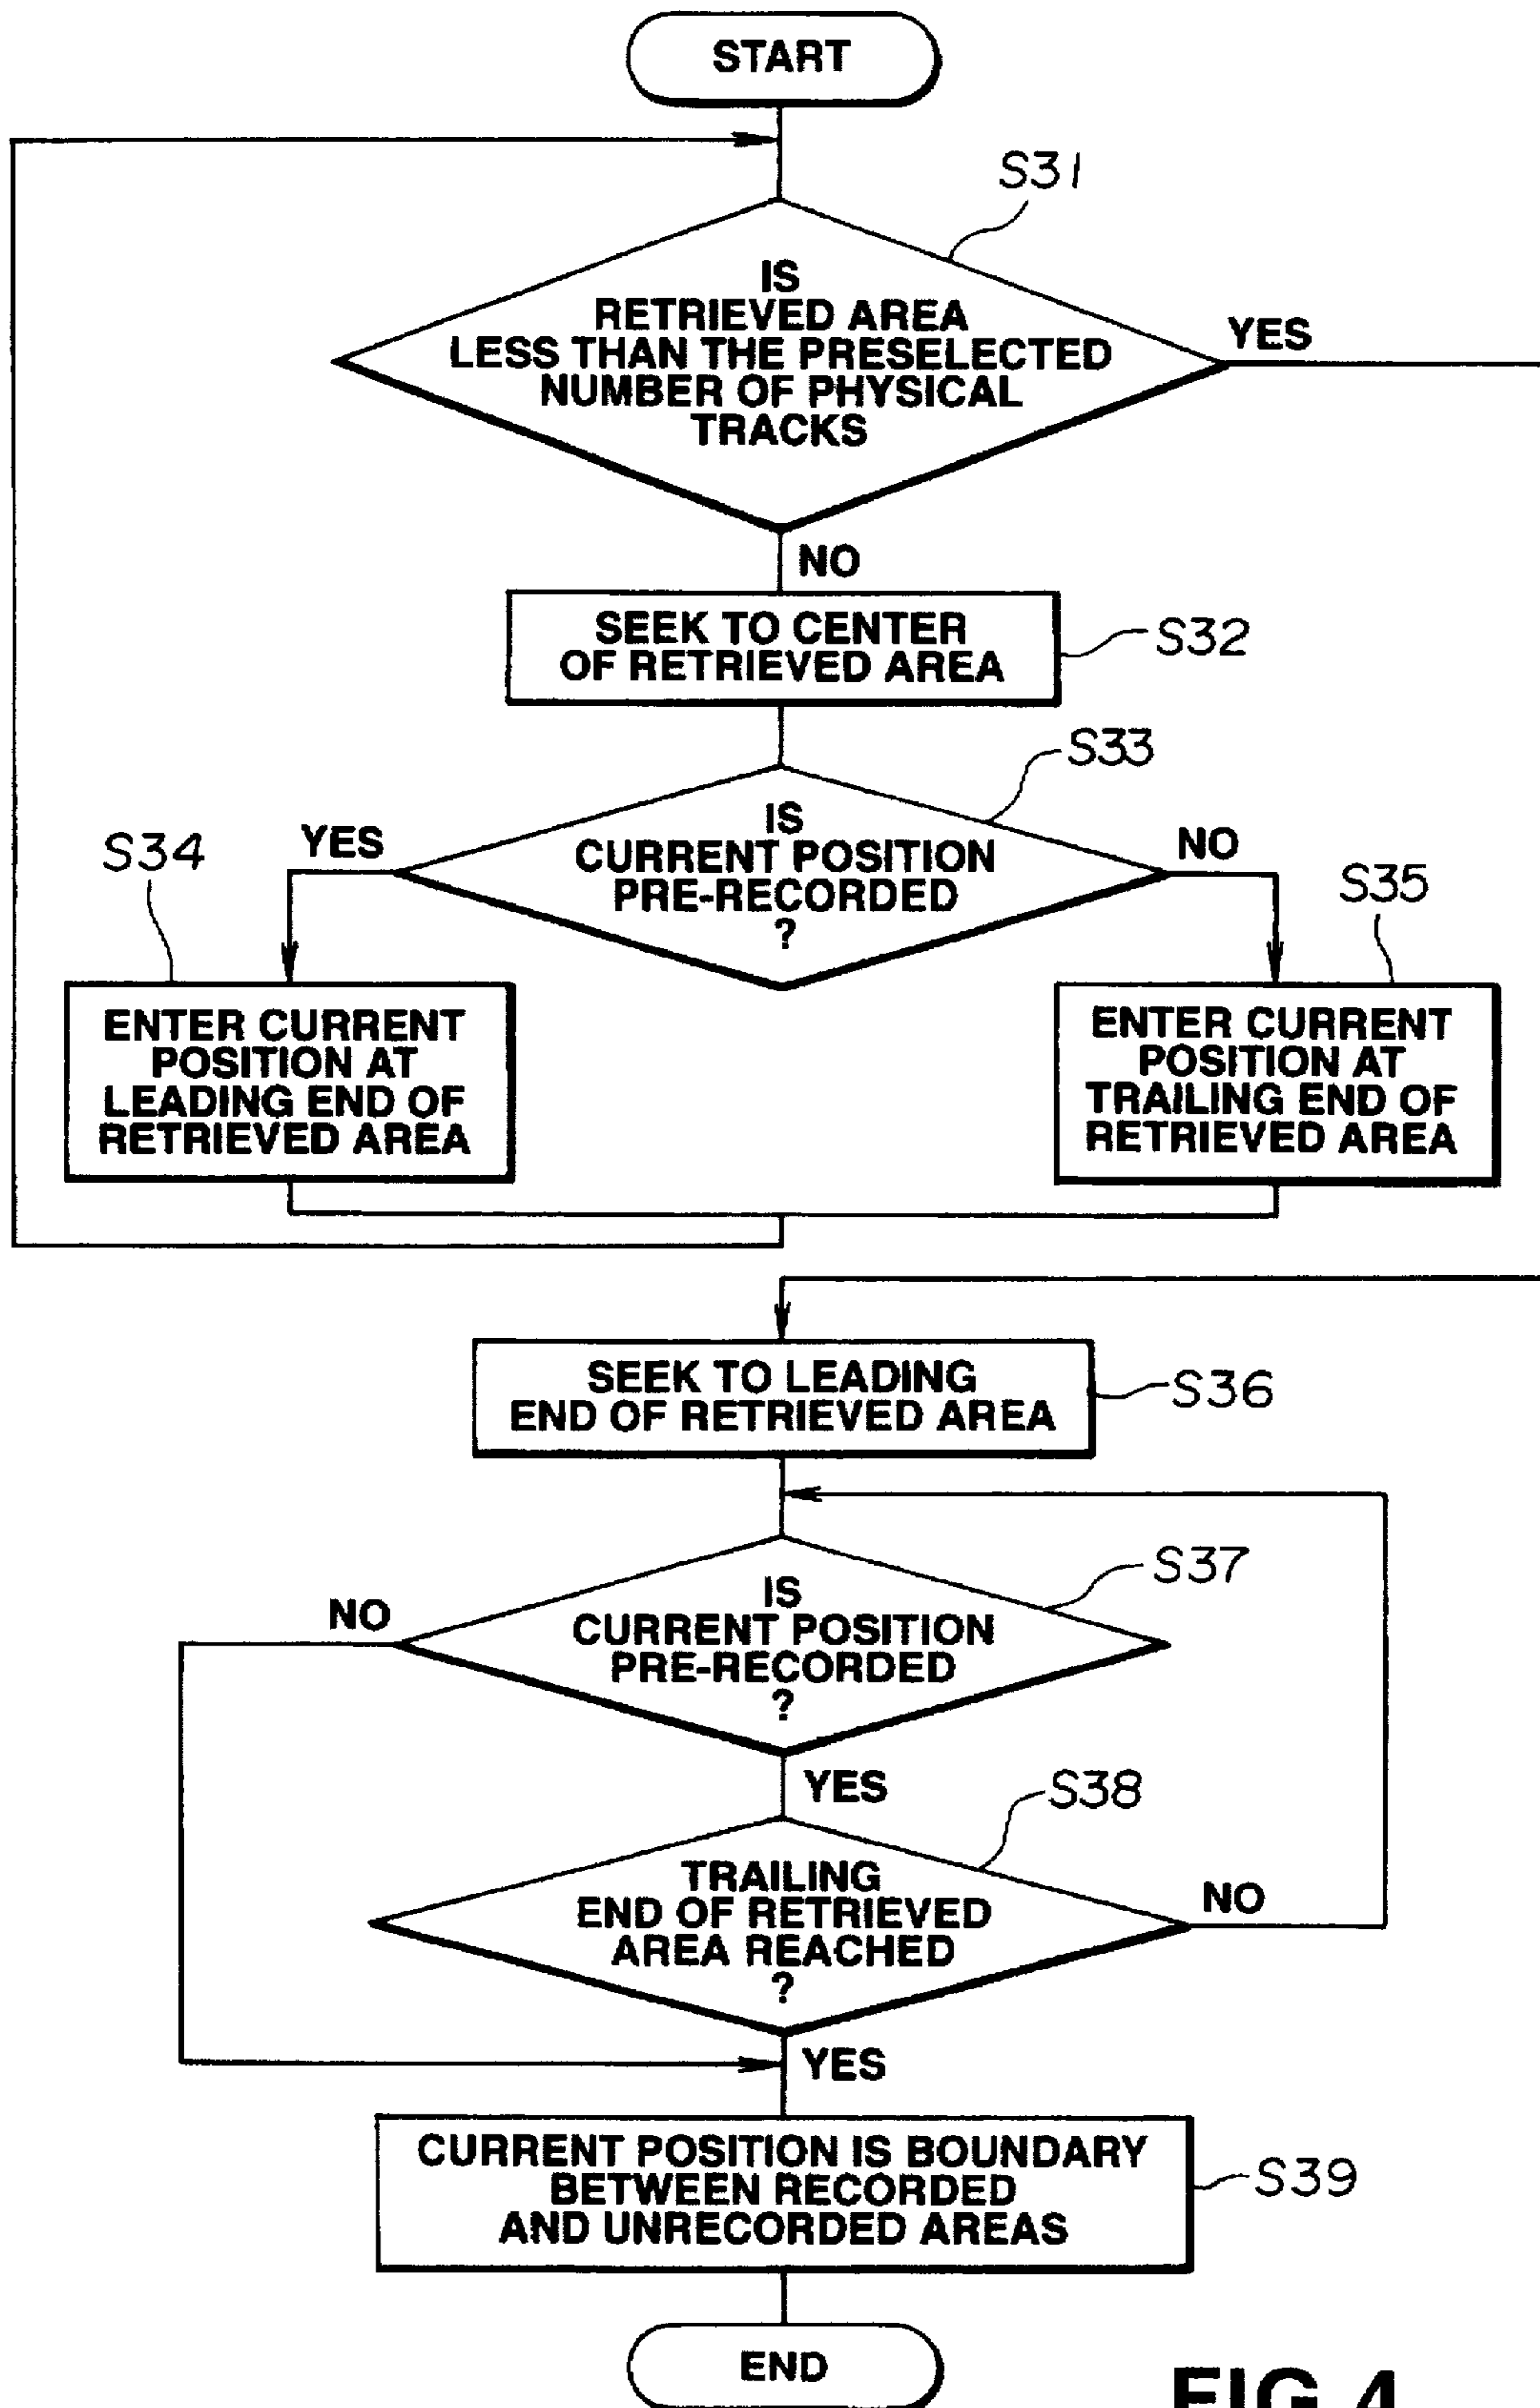 START
S31
IS
RETRIEVED AREA
LESS THAN THE PRESELECTED
NUMBER OF PHYSICAL
TRACKS
YES
NO
SEEK TO CENTER
OF RETRIEVED AREA
S32
S33
IS
CURRENT POSITION
PRE-RECORDED
?
YES
NO
S34
S35
ENTER CURRENT
POSITION AT
LEADING END OF
RETRIEVED AREA
ENTER CURRENT
POSITION AT
TRAILING END OF
RETRIEVED AREA
SEEK TO LEADING
END OF RETRIEVED AREA
S36
S37
IS
CURRENT POSITION
PRE-RECORDED
?
NO
YES
S38
TRAILING
END OF RETRIEVED
AREA REACHED
?
NO
YES
CURRENT POSITION IS BOUNDARY
BETWEEN RECORDED
AND UNRECORDED AREAS
S39
END
FIG.4